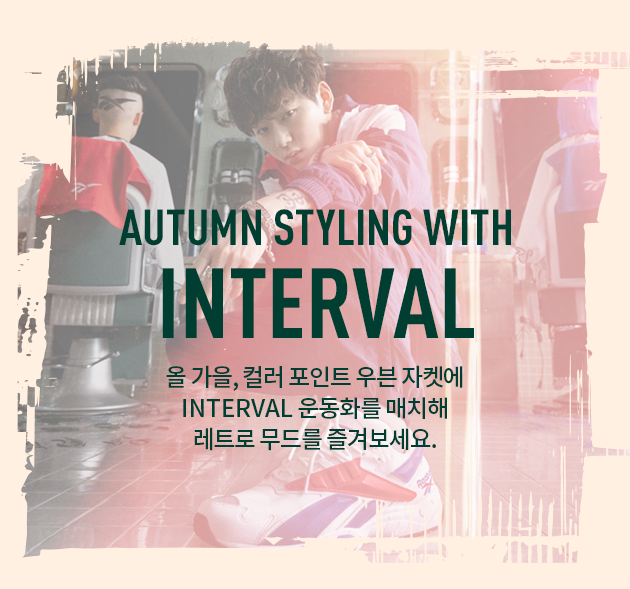 AUTUMN STYLING WITH
INTERVAL
올 가을, 컬러 포인트 우븐 자켓에
INTERVAL 운동화를 매치해
레트로 무드를 즐겨보세요.